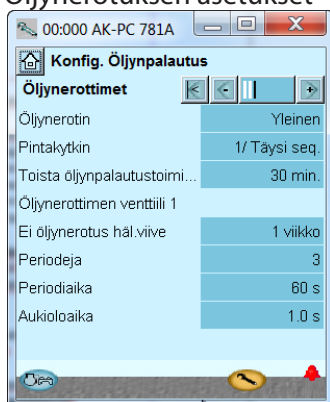 Öljynerotuksen asetukset
00:000 AK-PC 781A
Konfig. Öljynpalautus
Öljynerottimet
Öljynerotin Yleinen
Pintakytkin 1/ Täysi seq.
Toista öljynpalautustoimi... 30 min.
Öljynerottimen venttiili 1
Ei öljynerotus häl.viive 1 viikko
Periodeja 3
Periodiaika 60 s
Aukioloaika 1.0 s